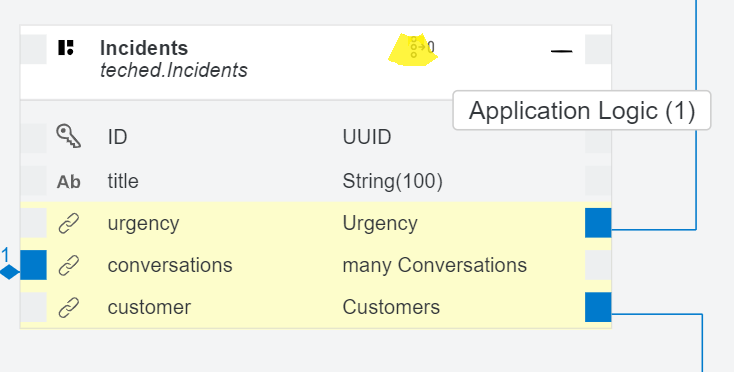 Incidents
teched.Incidents
Application Logic (1)
ID UUID
Ab title String(100)
urgency Urgency
1
conversations many Conversations
customer Customers